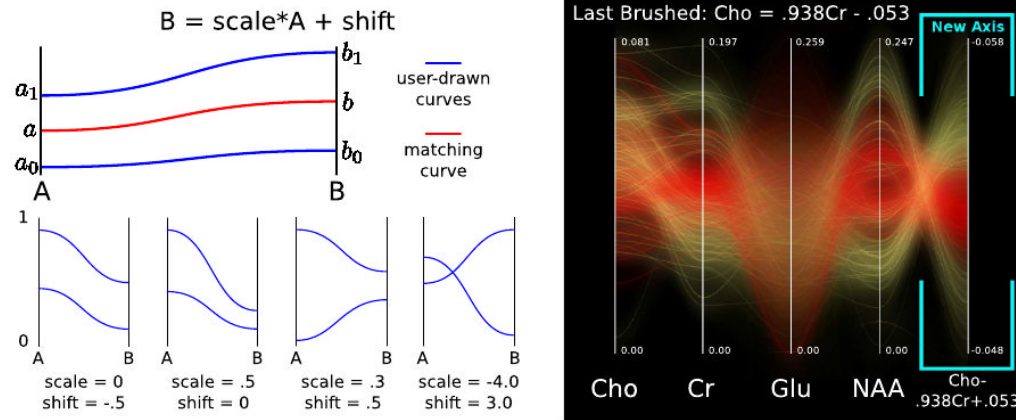 B = scale*A + shift
a1
a
a0
A
b1
b
b0
B
user-drawn
curves
matching
curve
1
0
A B
A B
A B
A B
scale = 0
shift = -.5
scale = .5
shift = 0
scale = .3
shift = .5
scale = -4.0
shift = 3.0
Last Brushed: Cho = .938Cr - .053
New Axis
0.081
0.197
0.259
0.247
-0.058
0.00
0.00
0.00
0.00
-0.048
Cho
Cr
Glu
NAA
Cho-
.938Cr+.053